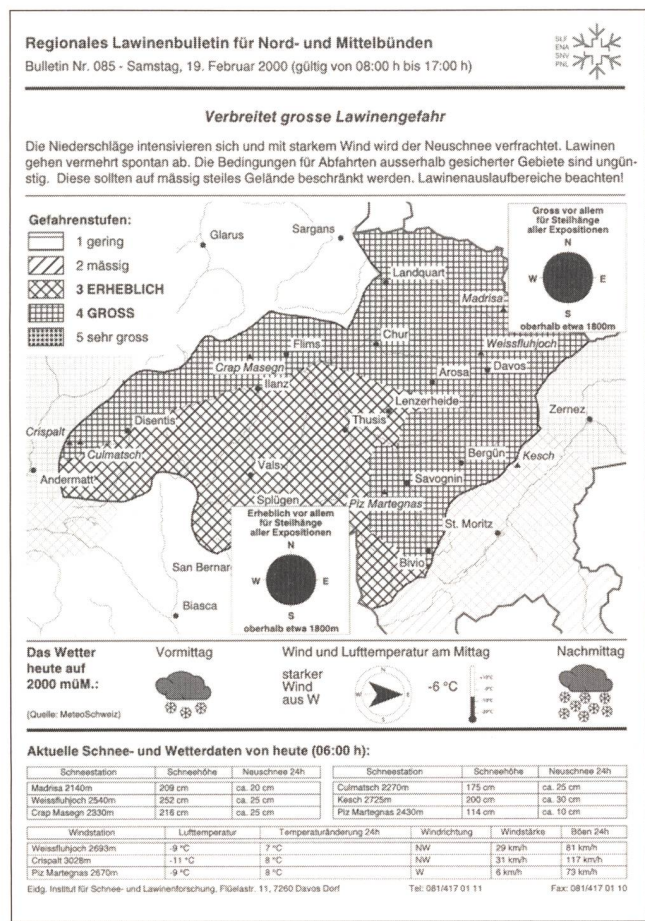 Regionales Lawinenbulletin für Nord- und Mittelbünden
Bulletin Nr. 085 - Samstag, 19. Februar 2000 (gültig von 08:00 h bis 17:00 h)
SLF
ENA
SNV
PNL
Verbreitet grosse Lawinengefahr
Die Niederschläge intensivieren sich und mit starkem Wind wird der Neuschnee verfrachtet. Lawinen
gehen vermehrt spontan ab. Die Bedingungen für Abfahrten ausserhalb gesicherter Gebiete sind ungün-
stig. Diese sollten auf mässig steiles Gelände beschränkt werden. Lawinenauslaufbereiche beachten!
Gefahrenstufen:
1 gering
2 mässig
3 ERHEBLICH
4 GROSS
5 sehr gross
Gross vor allem
für Steilhänge
aller Expositionen
N
W E
S
oberhalb etwa 1800m
Glarus
Sargans
Landquart
Madrisa
Chur
Weissfluhjoch
Flims
Crap Masegn
Davos
Arosa
Ilanz
Lenzerheide
Zernez
Disentis
Thusis
Crispalt
Culmatsch
Bergün
Kesch
Andermatt
Vals
Savognin
Splügen
Piz Martegnas
St. Moritz
Bivio
San Bernar
Biasca
Erheblich vor allem
für Steilhänge
aller Expositionen
N
W E
S
oberhalb etwa 1800m
Das Wetter
heute auf
2000 müM.:
(Quelle: MeteoSchweiz)
Vormittag
Wind und Lufttemperatur am Mittag
Nachmittag
starker
Wind
aus W
N
W E
S
-6 °C
Aktuelle Schnee- und Wetterdaten von heute (06:00 h):
Schneestation Schneehöhe Neuschnee 24h
Madrisa 2140m 209 cm ca. 20 cm
Weissfluhjoch 2540m 252 cm ca. 25 cm
Crap Masegn 2330m 216 cm ca. 25 cm
Schneestation Schneehöhe Neuschnee 24h
Culmatsch 2270m 175 cm ca. 25 cm
Kesch 2725m 200 cm ca. 30 cm
Piz Martegnas 2430m 114 cm ca. 10 cm
Windstation Lufttemperatur Temperaturänderung 24h Windrichtung Windstärke Böen 24h
Weissfluhjoch 2693m -9 °C 7 °C NW 29 km/h 81 km/h
Crispalt 3028m -11 °C 8 °C NW 31 km/h 117 km/h
Piz Martegnas 2670m -9 °C 8 °C W 6 km/h 73 km/h
Eidg. Institut für Schnee- und Lawinenforschung, Flüelastr. 11, 7260 Davos Dorf Tel: 081/417 01 11 Fax: 081/417 01 10